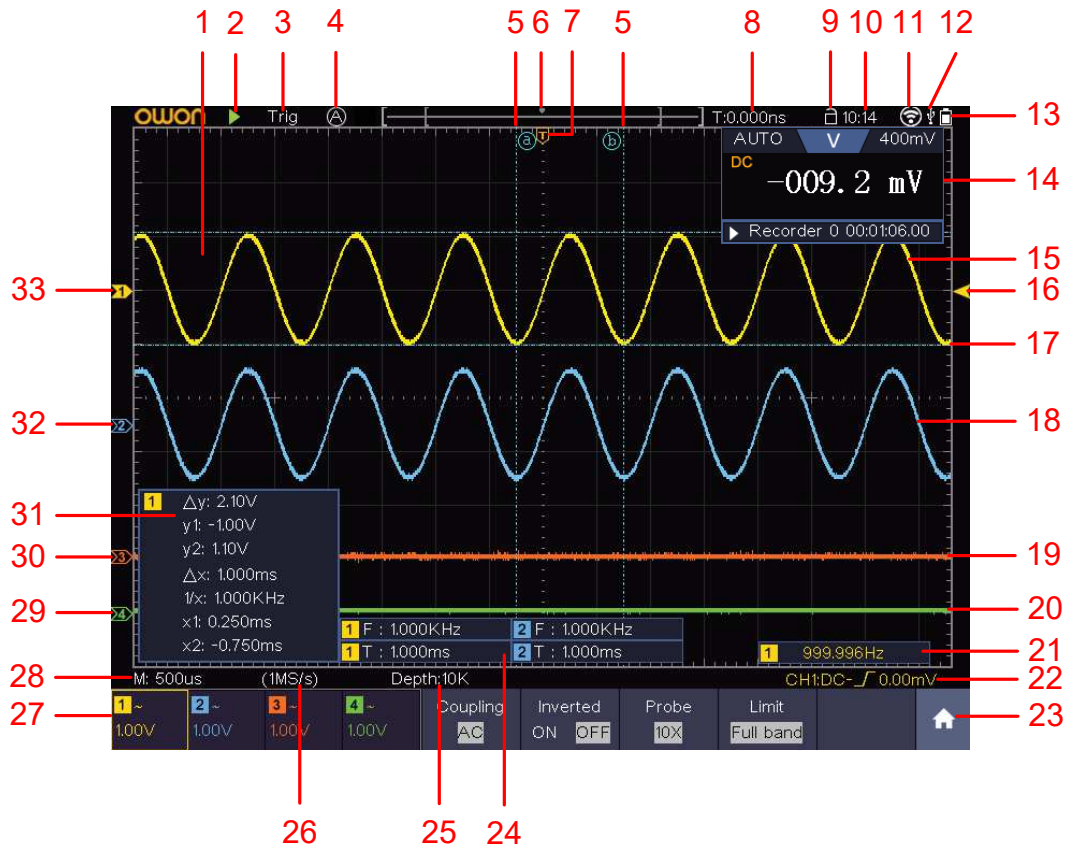 1 2 3 4 5 6 7 5 8 9 10 11 12
OWON Trig A T T:0.000ns 10:14
13
a T b
AUTO V 400mV
DC
-009.2 mV
14
Recorder 0 00:01:06.00
15
33 1 16
17
32 2 18
1 △y: 2.10V
31 y1: -1.00V
y2: 1.10V
30 3 19
△x: 1.000ms
1/x: 1.000KHz
29 4 20
x1: 0.250ms
x2: -0.750ms
1 F : 1.000KHz 2 F : 1.000KHz
1 T : 1.000ms 2 T : 1.000ms
1 999.996Hz 21
28 M: 500us (1MS/s) Depth:10K CH1:DC- 0.00mV 22
27 1 ~ 2 ~ 3 ~ 4 ~ Coupling Inverted Probe Limit 23
1.00V 1.00V 1.00V 1.00V AC ON OFF 10X Full band
26 25 24